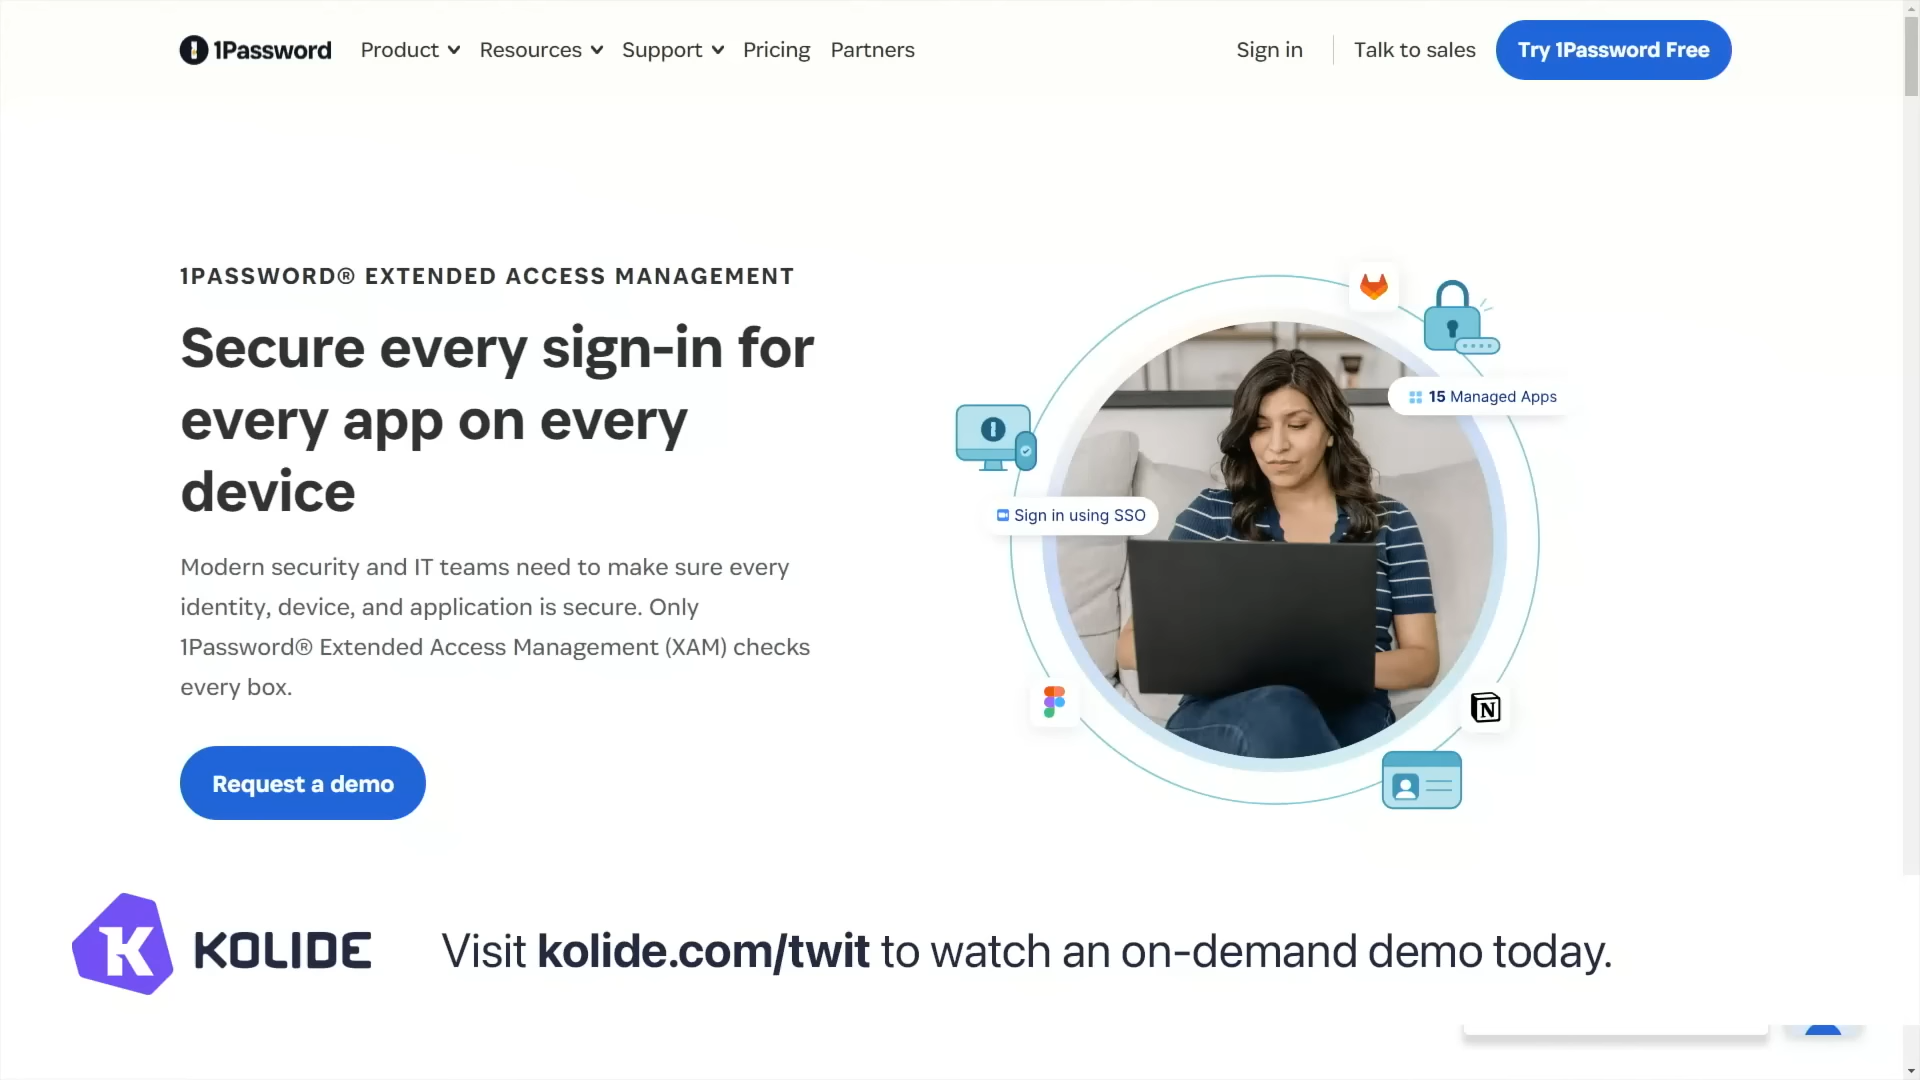 1Password Product Resources Support Pricing Partners Sign in Talk to sales Try 1Password Free
1PASSWORD® EXTENDED ACCESS MANAGEMENT
Secure every sign-in for
every app on every
device
Modern security and IT teams need to make sure every
identity, device, and application is secure. Only
1Password® Extended Access Management (XAM) checks
every box.
Request a demo
15 Managed Apps
Sign in using SSO
N
K KOLIDE Visit kolide.com/twit to watch an on-demand demo today.